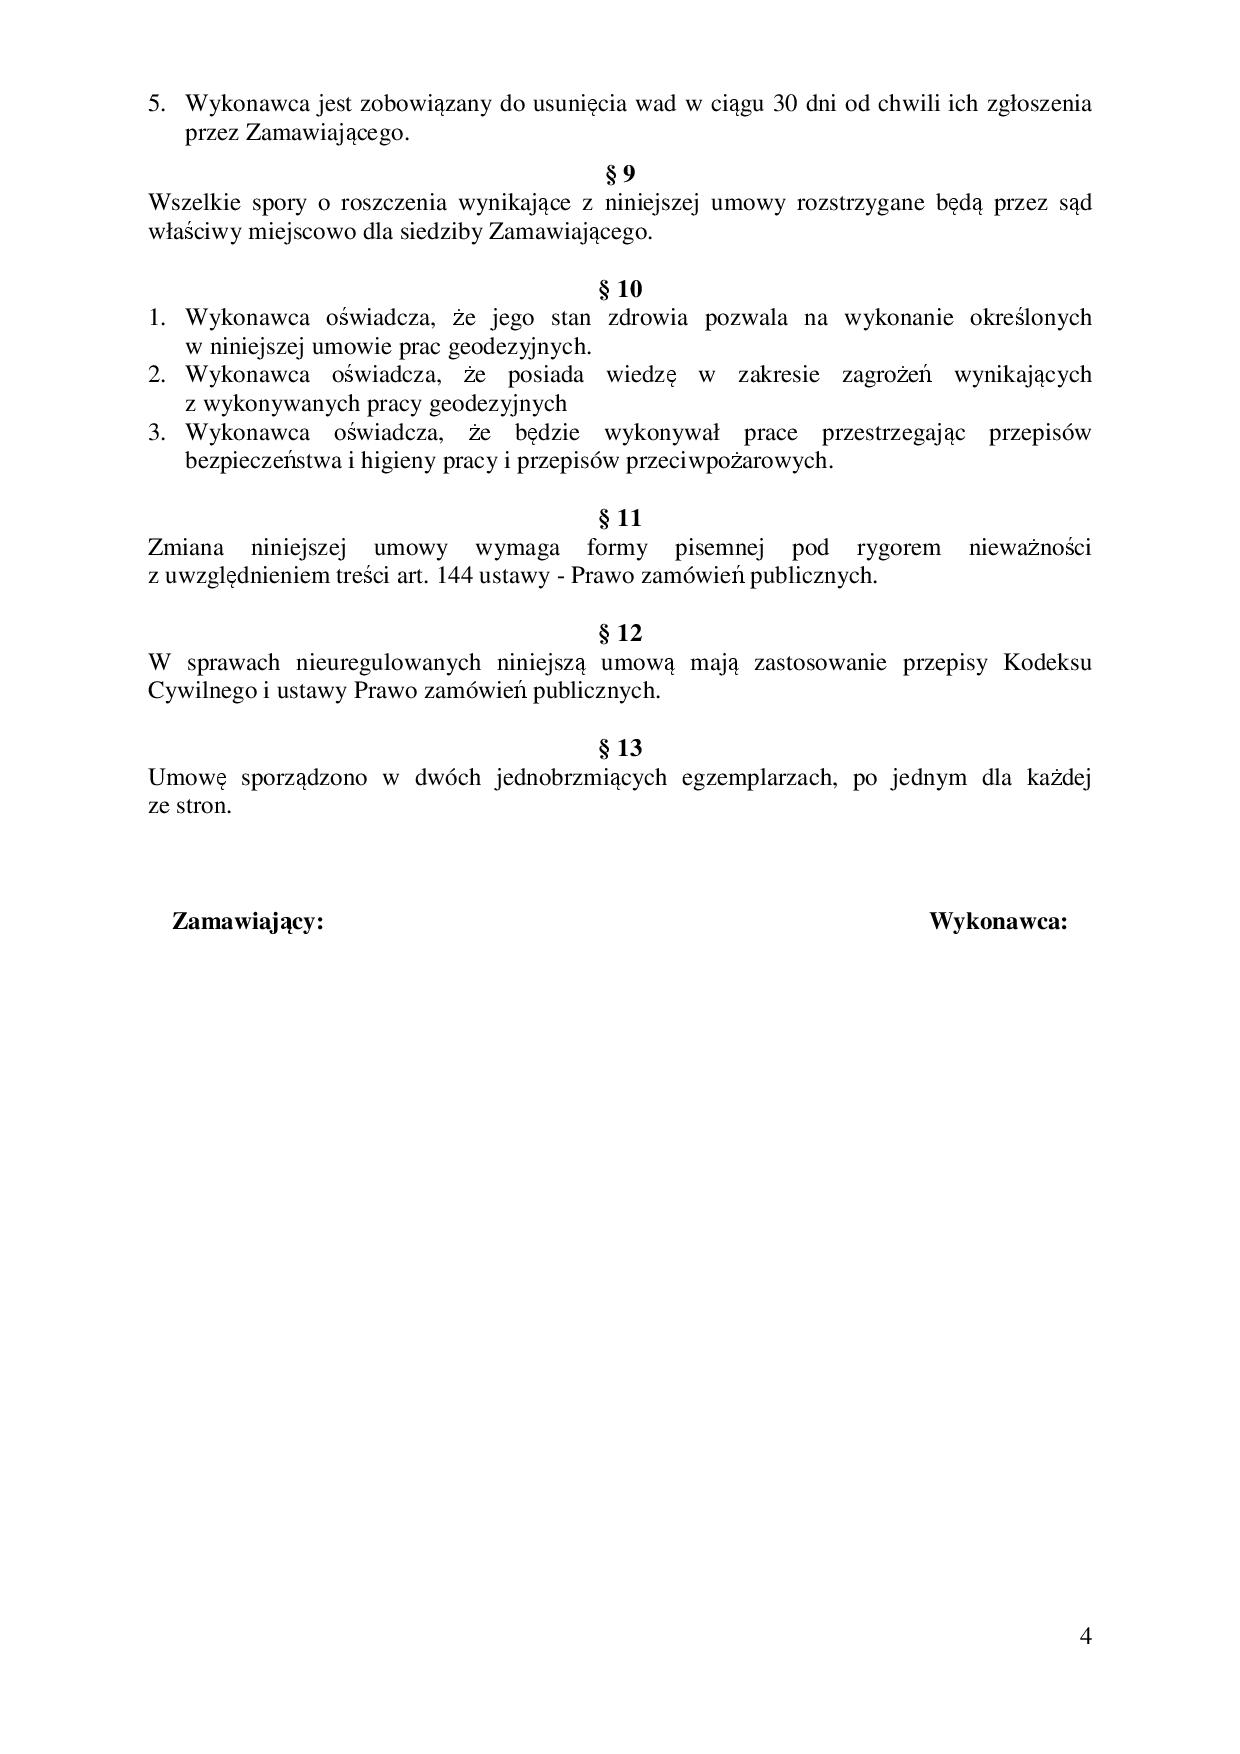 5. Wykonawca jest zobowiązany do usunięcia wad w ciągu 30 dni od chwili ich zgłoszenia
przez Zamawiającego.
§ 9
Wszelkie spory o roszczenia wynikające z niniejszej umowy rozstrzygane będą przez sąd
właściwy miejscowo dla siedziby Zamawiającego.
§ 10
1. Wykonawca oświadcza, że jego stan zdrowia pozwala na wykonanie określonych
w niniejszej umowie prac geodezyjnych.
2. Wykonawca oświadcza, że posiada wiedzę w zakresie zagrożeń wynikających
z wykonywanych pracy geodezyjnych
3. Wykonawca oświadcza, że będzie wykonywał prace przestrzegając przepisów
bezpieczeństwa i higieny pracy i przepisów przeciwpożarowych.
§ 11
Zmiana niniejszej umowy wymaga formy pisemnej pod rygorem nieważności
z uwzględnieniem treści art. 144 ustawy - Prawo zamówień publicznych.
§ 12
W sprawach nieuregulowanych niniejszą umową mają zastosowanie przepisy Kodeksu
Cywilnego i ustawy Prawo zamówień publicznych.
§ 13
Umowę sporządzono w dwóch jednobrzmiących egzemplarzach, po jednym dla każdej
ze stron.
Zamawiający: Wykonawca:
4